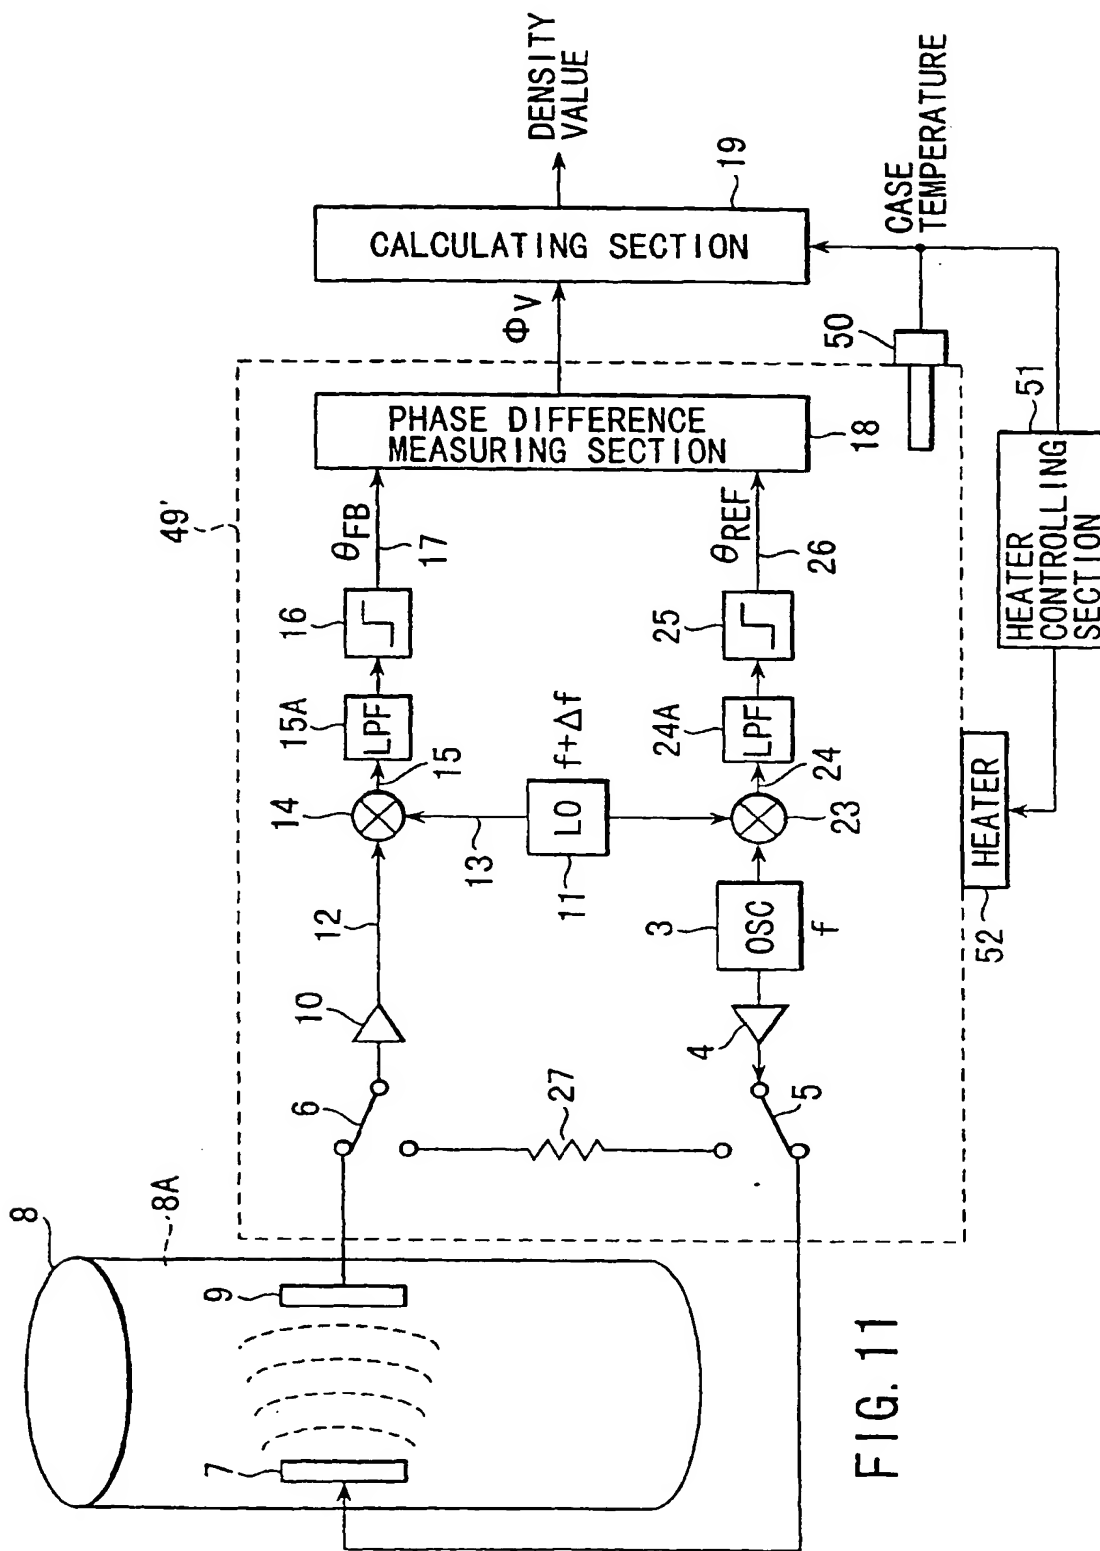 8
8A
9
7
49'
6
10
12
14
15
15A
16
θFB
17
PHASE DIFFERENCE
MEASURING SECTION
18
ΦV
CALCULATING SECTION
19
DENSITY
VALUE
27
13
LO
f+Δf
11
LPF
5
4
3
OSC
f
23
24
24A
LPF
25
θREF
26
50
CASE
TEMPERATURE
51
HEATER
CONTROLLING
SECTION
HEATER
52
FIG. 11